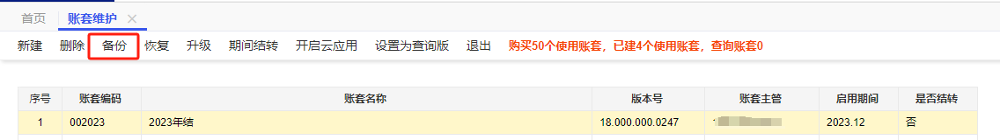 首页 账套维护
新建 删除 备份 恢复 升级 期间结转 开启云应用 设置为查询版 退出 购买50个使用账套，已建4个使用账套，查询账套0
序号 账套编码 账套名称 版本号 账套主管 启用期间 是否结转
1 002023 2023年结 18.000.000.0247 2023.12 否